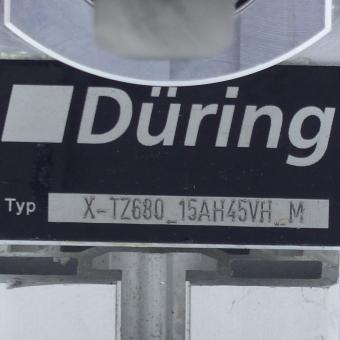 Düring
Typ X-TZ680_15AH45VH_M